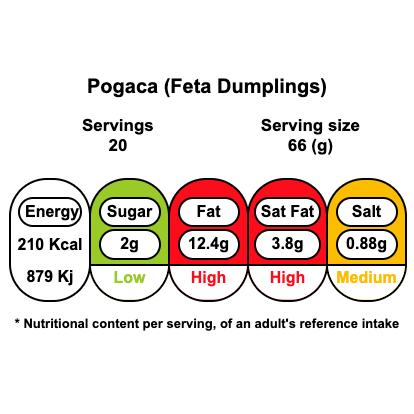 Pogaca (Feta Dumplings)
Servings
20
Serving size
66 (g)
Energy
210 Kcal
879 Kj
Sugar
2g
Low
Fat
12.4g
High
Sat Fat
3.8g
High
Salt
0.88g
Medium
* Nutritional content per serving, of an adult's reference intake